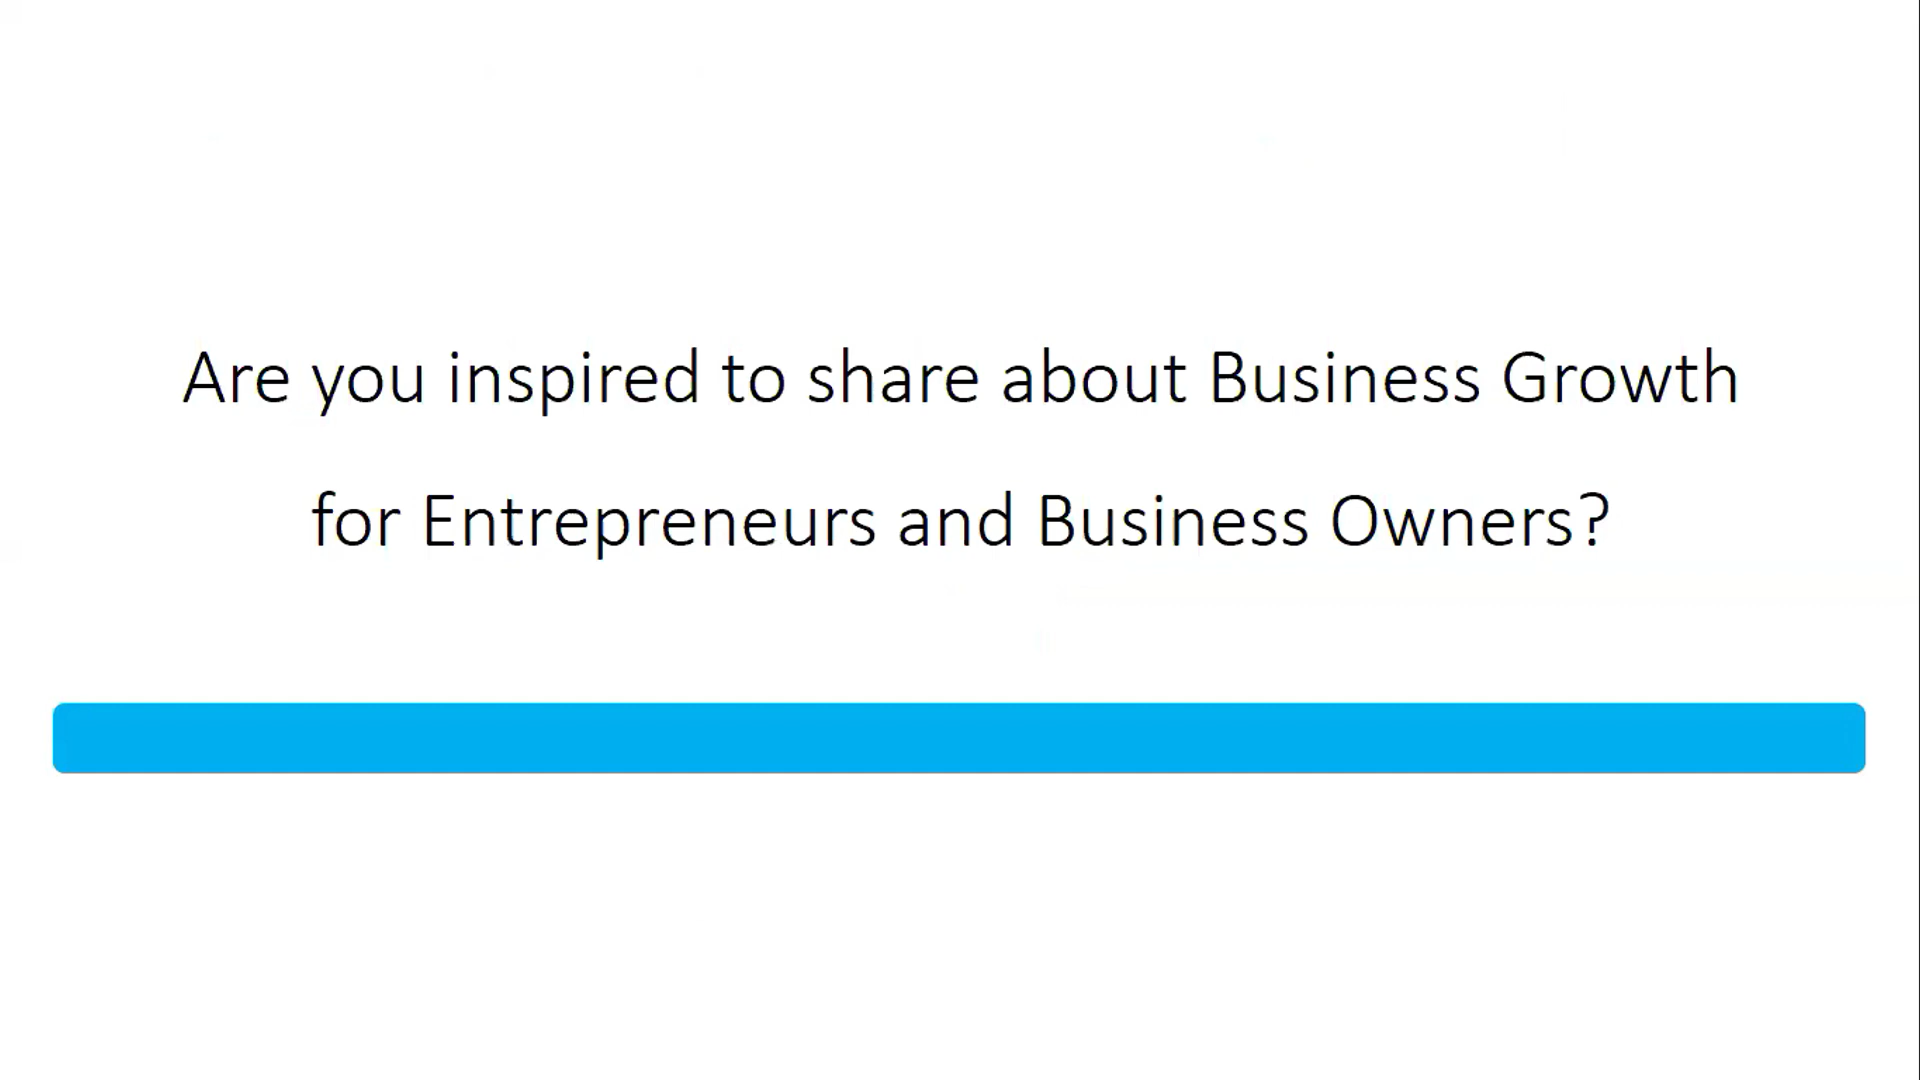 Are you inspired to share about Business Growth
for Entrepreneurs and Business Owners?